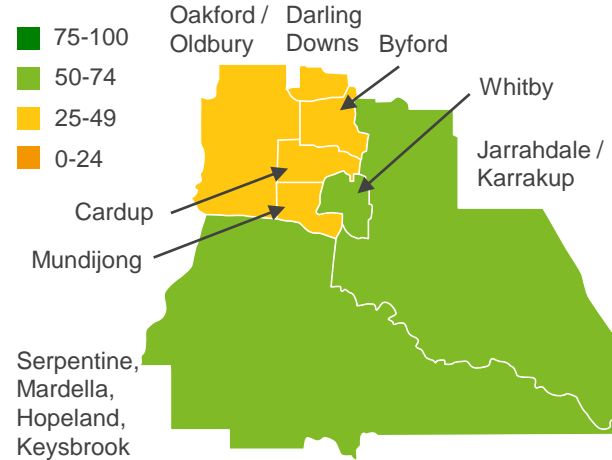 75-100
50-74
25-49
0-24
Oakford /
Oldbury
Darling
Downs
Byford
Whitby
Jarrahdale /
Karrakup
Cardup
Mundijong
Serpentine,
Mardella,
Hopeland,
Keysbrook